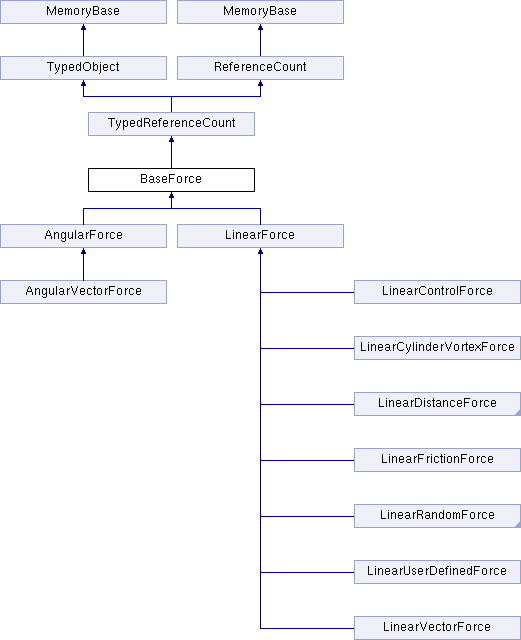 MemoryBase
MemoryBase
TypedObject
ReferenceCount
TypedReferenceCount
BaseForce
AngularForce
LinearForce
AngularVectorForce
LinearControlForce
LinearCylinderVortexForce
LinearDistanceForce
LinearFrictionForce
LinearRandomForce
LinearUserDefinedForce
LinearVectorForce